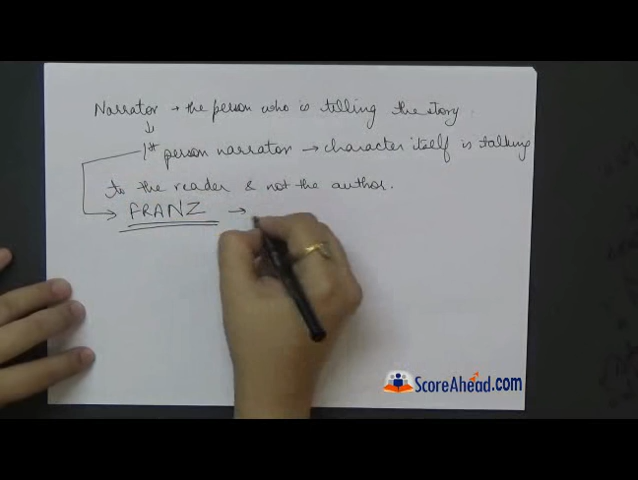 Narrator → the person who is telling the story.
↓
1st person narrator → character itself is talking
to the reader & not the author.
→ FRANZ →
ScoreAhead.com